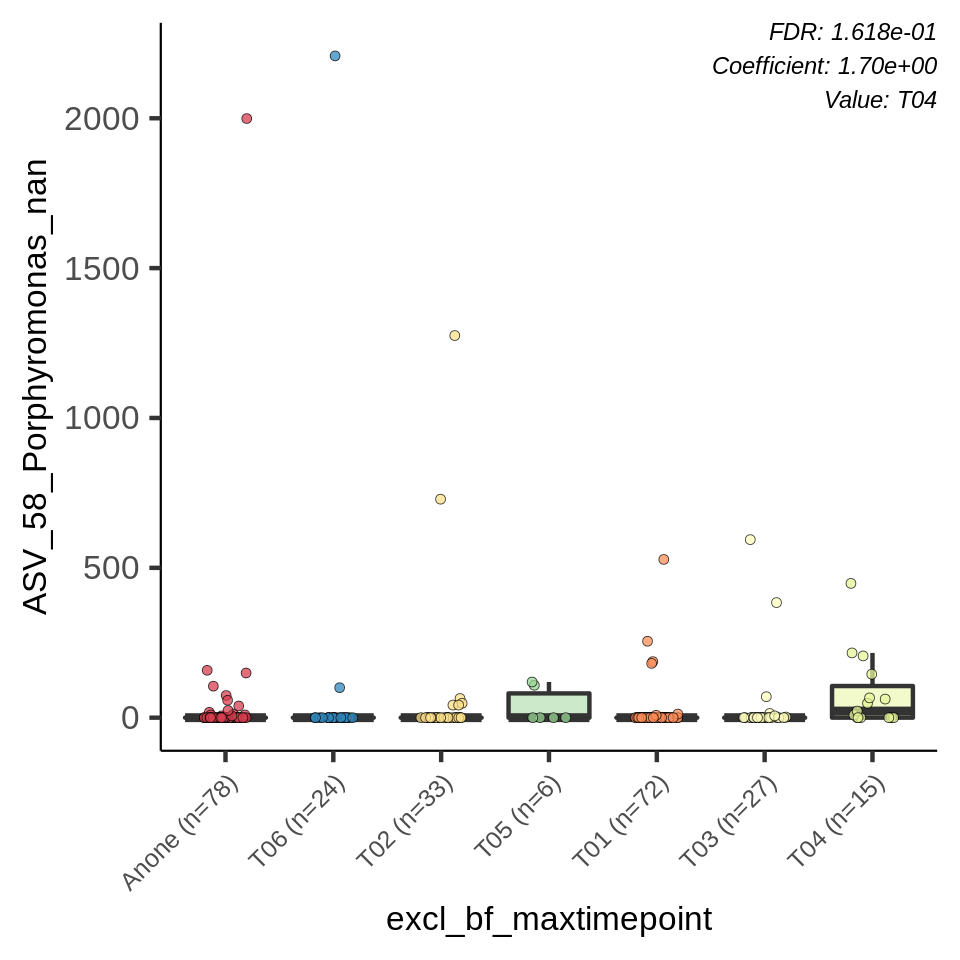 FDR: 1.618e-01
Coefficient: 1.70e+00
Value: T04
ASV_58_Porphyromonas_nan
2000
1500
1000
500
0
Anone (n=78)
T06 (n=24)
T02 (n=33)
T05 (n=6)
T01 (n=72)
T03 (n=27)
T04 (n=15)
excl_bf_maxtimepoint